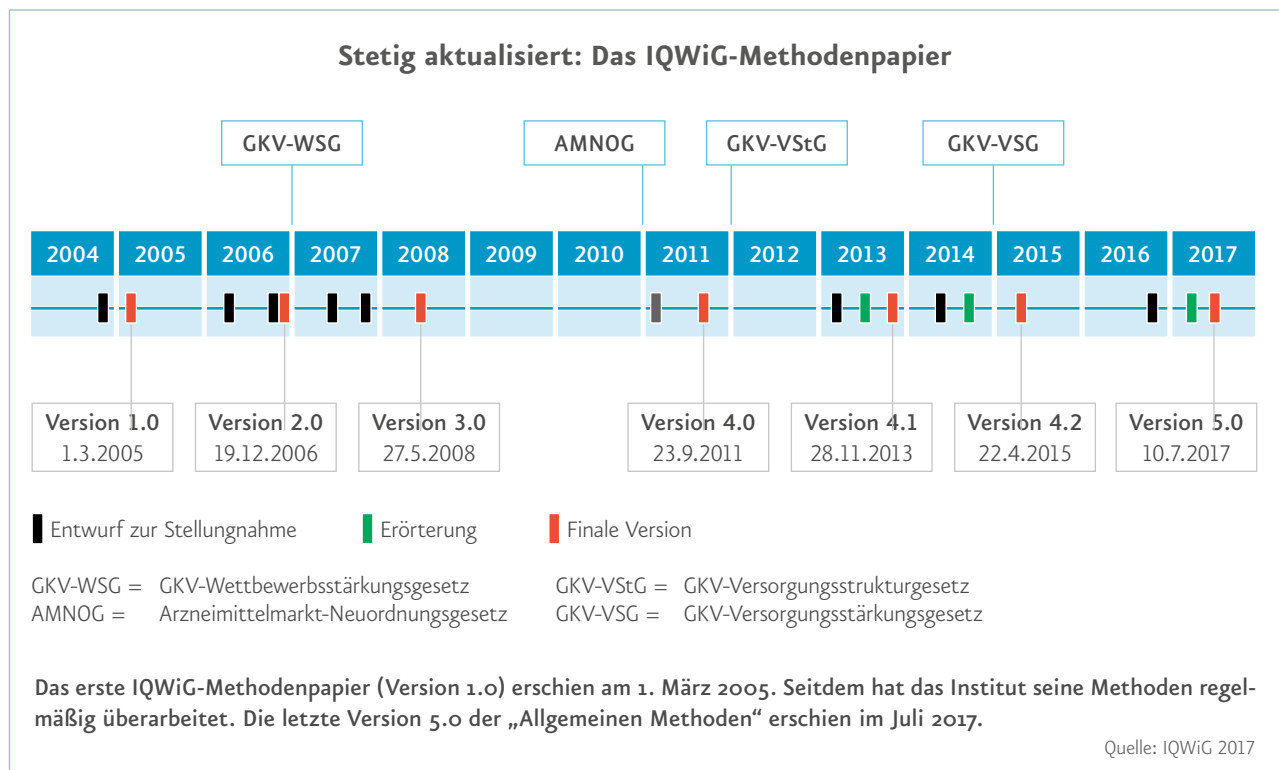 Stetig aktualisiert: Das IQWiG-Methodenpapier
GKV-WSG
AMNOG
GKV-VStG
GKV-VSG
2004 2005 2006 2007 2008 2009 2010 2011 2012 2013 2014 2015 2016 2017
Version 1.0
1.3.2005
Version 2.0
19.12.2006
Version 3.0
27.5.2008
Version 4.0
23.9.2011
Version 4.1
28.11.2013
Version 4.2
22.4.2015
Version 5.0
10.7.2017
Entwurf zur Stellungnahme
Erörterung
Finale Version
GKV-WSG = GKV-Wettbewerbsstärkungsgesetz
AMNOG = Arzneimittelmarkt-Neuordnungsgesetz
GKV-VStG = GKV-Versorgungsstrukturgesetz
GKV-VSG = GKV-Versorgungsstärkungsgesetz
Das erste IQWiG-Methodenpapier (Version 1.0) erschien am 1. März 2005. Seitdem hat das Institut seine Methoden regel-
mäßig überarbeitet. Die letzte Version 5.0 der „Allgemeinen Methoden“ erschien im Juli 2017.
Quelle: IQWiG 2017